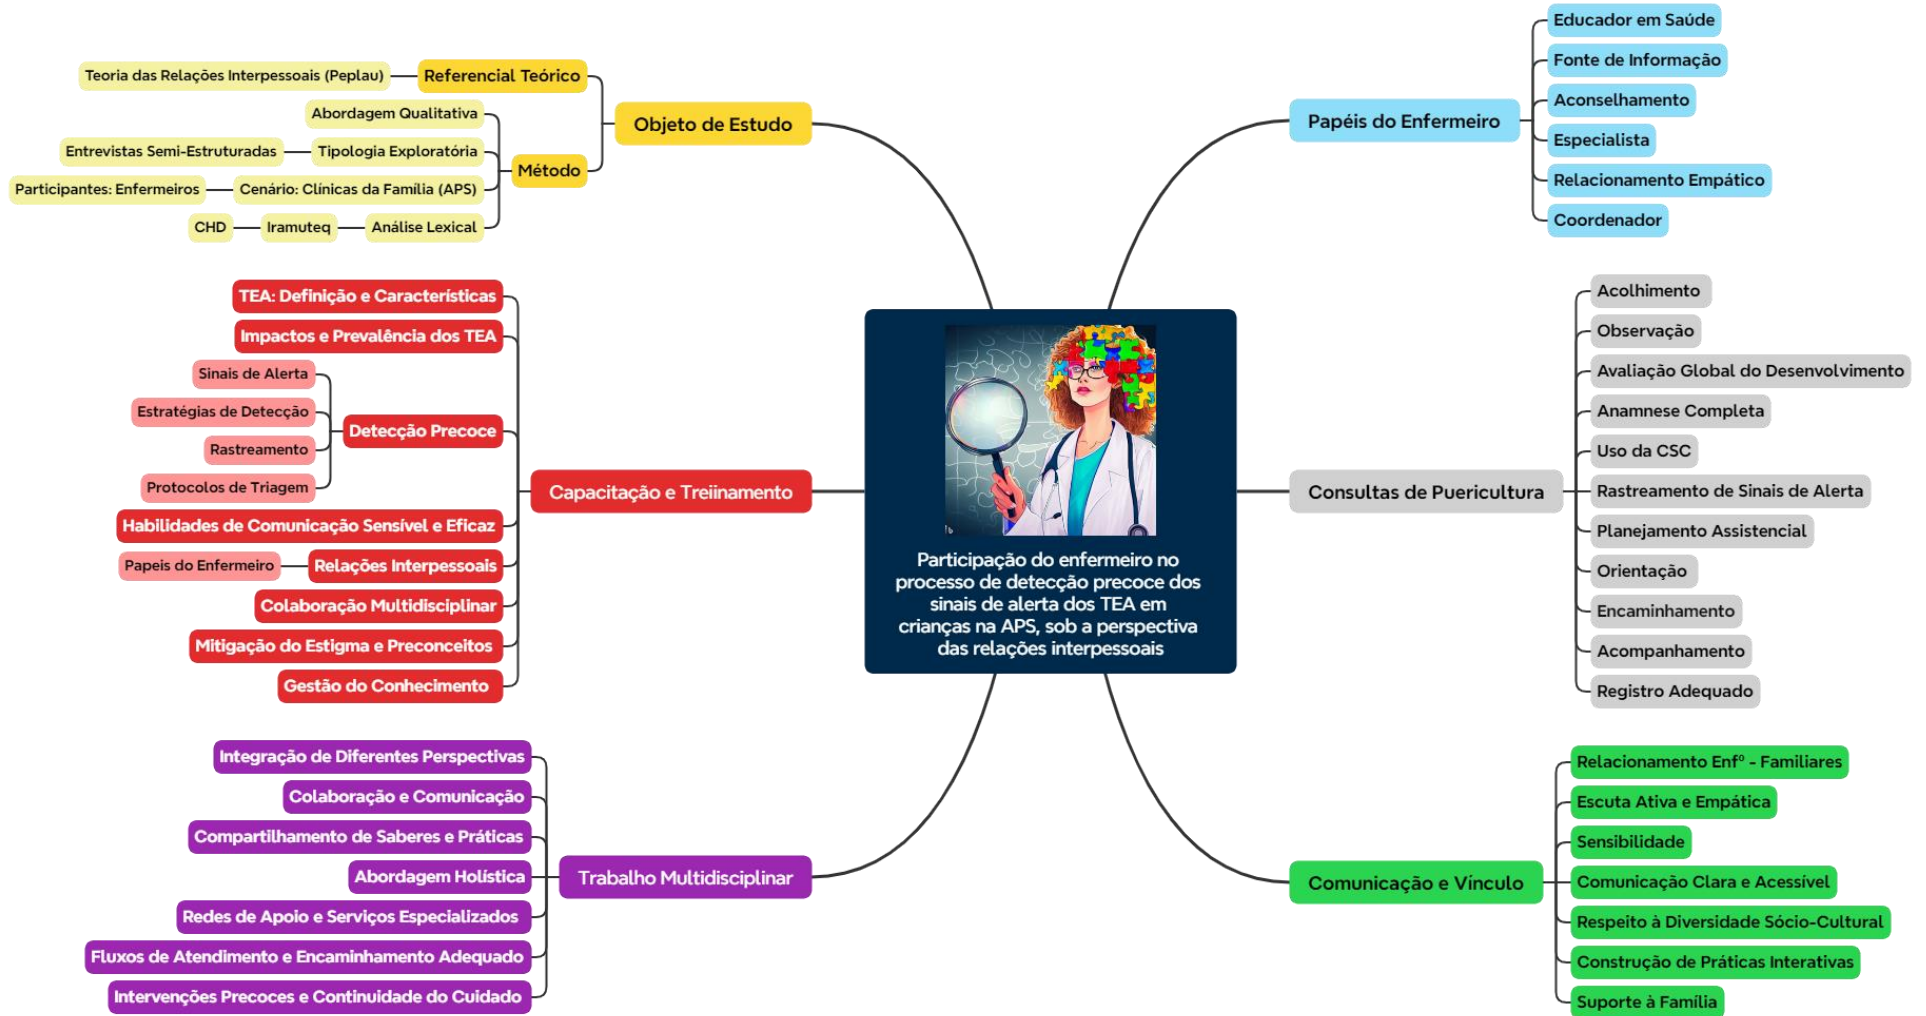 Participação do enfermeiro no
processo de detecção precoce dos
sinais de alerta dos TEA em
crianças na APS, sob a perspectiva
das relações interpessoais
Objeto de Estudo
Referencial Teórico
Teoria das Relações Interpessoais (Peplau)
Método
Abordagem Qualitativa
Tipologia Exploratória
Entrevistas Semi-Estruturadas
Cenário: Clínicas da Família (APS)
Participantes: Enfermeiros
Análise Lexical
Iramuteq
CHD
Capacitação e Treiinamento
TEA: Definição e Características
Impactos e Prevalência dos TEA
Detecção Precoce
Sinais de Alerta
Estratégias de Detecção
Rastreamento
Protocolos de Triagem
Habilidades de Comunicação Sensível e Eficaz
Relações Interpessoais
Papeis do Enfermeiro
Colaboração Multidisciplinar
Mitigação do Estigma e Preconceitos
Gestão do Conhecimento
Trabalho Multidisciplinar
Integração de Diferentes Perspectivas
Colaboração e Comunicação
Compartilhamento de Saberes e Práticas
Abordagem Holística
Redes de Apoio e Serviços Especializados
Fluxos de Atendimento e Encaminhamento Adequado
Intervenções Precoces e Continuidade do Cuidado
Papéis do Enfermeiro
Educador em Saúde
Fonte de Informação
Aconselhamento
Especialista
Relacionamento Empático
Coordenador
Consultas de Puericultura
Acolhimento
Observação
Avaliação Global do Desenvolvimento
Anamnese Completa
Uso da CSC
Rastreamento de Sinais de Alerta
Planejamento Assistencial
Orientação
Encaminhamento
Acompanhamento
Registro Adequado
Comunicação e Vínculo
Relacionamento Enfº - Familiares
Escuta Ativa e Empática
Sensibilidade
Comunicação Clara e Acessível
Respeito à Diversidade Sócio-Cultural
Construção de Práticas Interativas
Suporte à Família